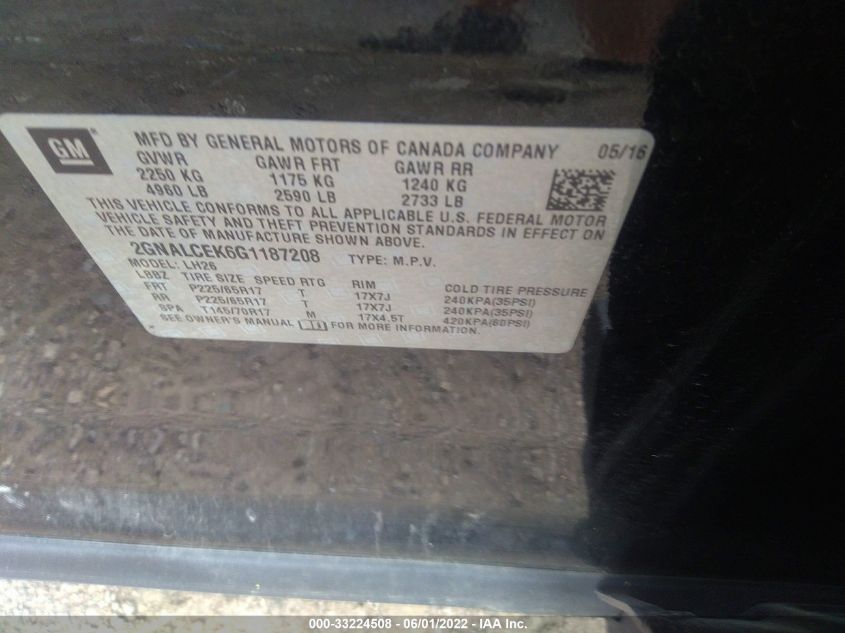 GM
MFD BY GENERAL MOTORS OF CANADA COMPANY 05/16
GVWR GAWR FRT GAWR RR
2250 KG 1175 KG 1240 KG
4960 LB 2590 LB 2733 LB
THIS VEHICLE CONFORMS TO ALL APPLICABLE U.S. FEDERAL MOTOR
VEHICLE SAFETY AND THEFT PREVENTION STANDARDS IN EFFECT ON
THE DATE OF MANUFACTURE SHOWN ABOVE.
2GNALCEK6G1187208 TYPE: M.P.V.
MODEL: LH26
LBBZ TIRE SIZE SPEED RTG RIM COLD TIRE PRESSURE
FRT P225/65R17 T 17X7J 240KPA(35PSI)
RR P225/65R17 T 17X7J 240KPA(35PSI)
SPA T145/70R17 M 17X4.5T 420KPA(60PSI)
SEE OWNER'S MANUAL FOR MORE INFORMATION.
000-33224508 - 06/01/2022 - IAA Inc.